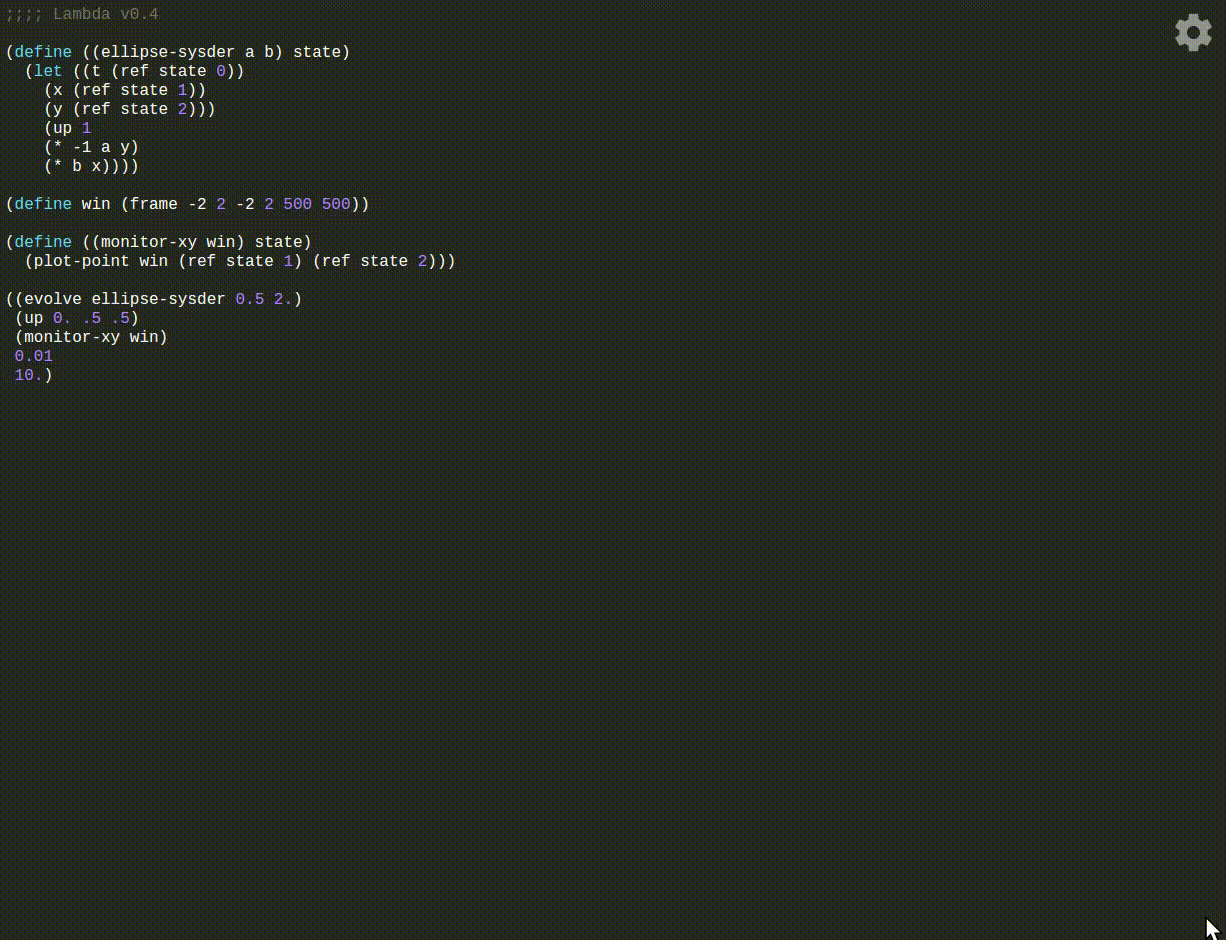 ;;;; Lambda v0.4
(define ((ellipse-sysder a b) state)
  (let ((t (ref state 0))
    (x (ref state 1))
    (y (ref state 2)))
    (up 1
    (* -1 a y)
    (* b x))))
(define win (frame -2 2 -2 2 500 500))
(define ((monitor-xy win) state)
  (plot-point win (ref state 1) (ref state 2)))
((evolve ellipse-sysder 0.5 2.)
 (up 0. .5 .5)
 (monitor-xy win)
 0.01
 10.)